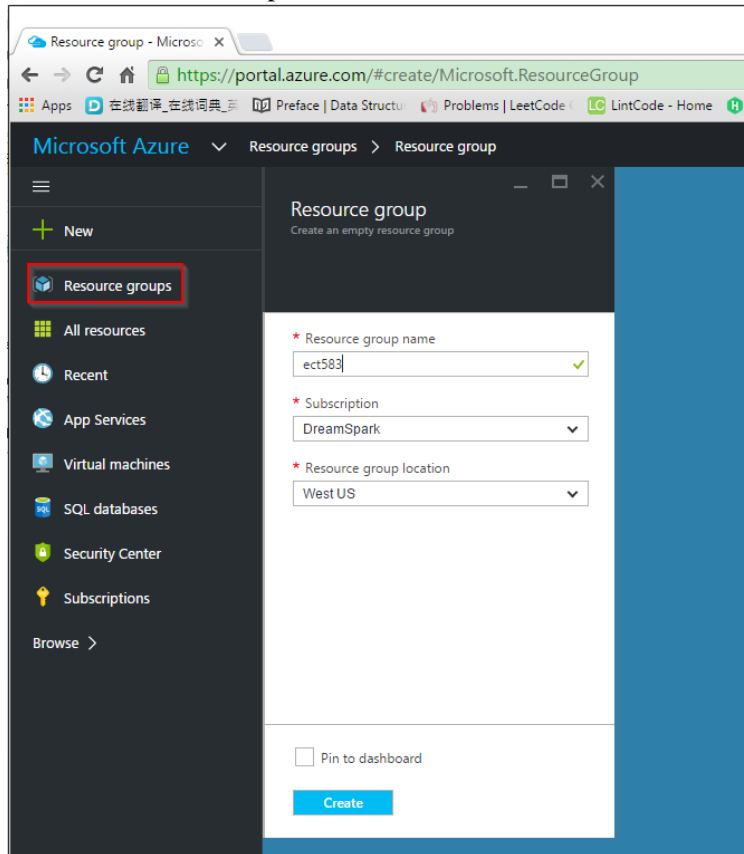 Resource group - Microso
https://portal.azure.com/#create/Microsoft.ResourceGroup
Apps 在线翻译_在线词典_英 Preface | Data Structu Problems | LeetCode LintCode - Home
Microsoft Azure Resource groups > Resource group
Resource group
Create an empty resource group
New
Resource groups
All resources
Recent
App Services
Virtual machines
SQL databases
Security Center
Subscriptions
Browse >
* Resource group name
ect583
* Subscription
DreamSpark
* Resource group location
West US
Pin to dashboard
Create